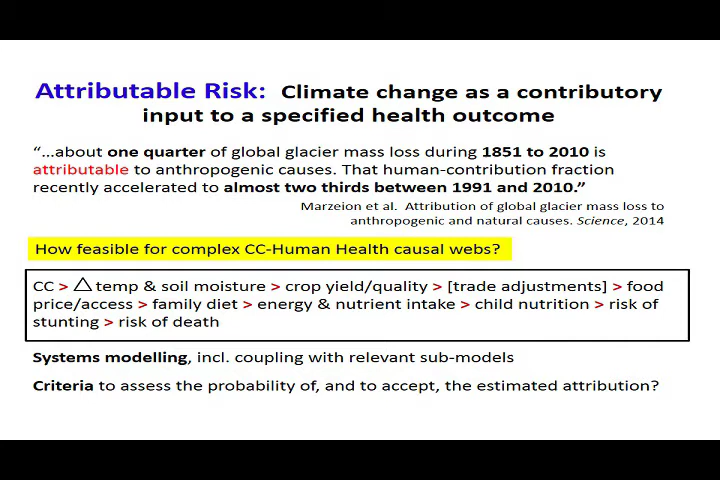 Attributable Risk: Climate change as a contributory
input to a specified health outcome
“...about one quarter of global glacier mass loss during 1851 to 2010 is
attributable to anthropogenic causes. That human-contribution fraction
recently accelerated to almost two thirds between 1991 and 2010.”
Marzeion et al. Attribution of global glacier mass loss to
anthropogenic and natural causes. Science, 2014
How feasible for complex CC-Human Health causal webs?
CC > △ temp & soil moisture > crop yield/quality > [trade adjustments] > food
price/access > family diet > energy & nutrient intake > child nutrition > risk of
stunting > risk of death
Systems modelling, incl. coupling with relevant sub-models
Criteria to assess the probability of, and to accept, the estimated attribution?